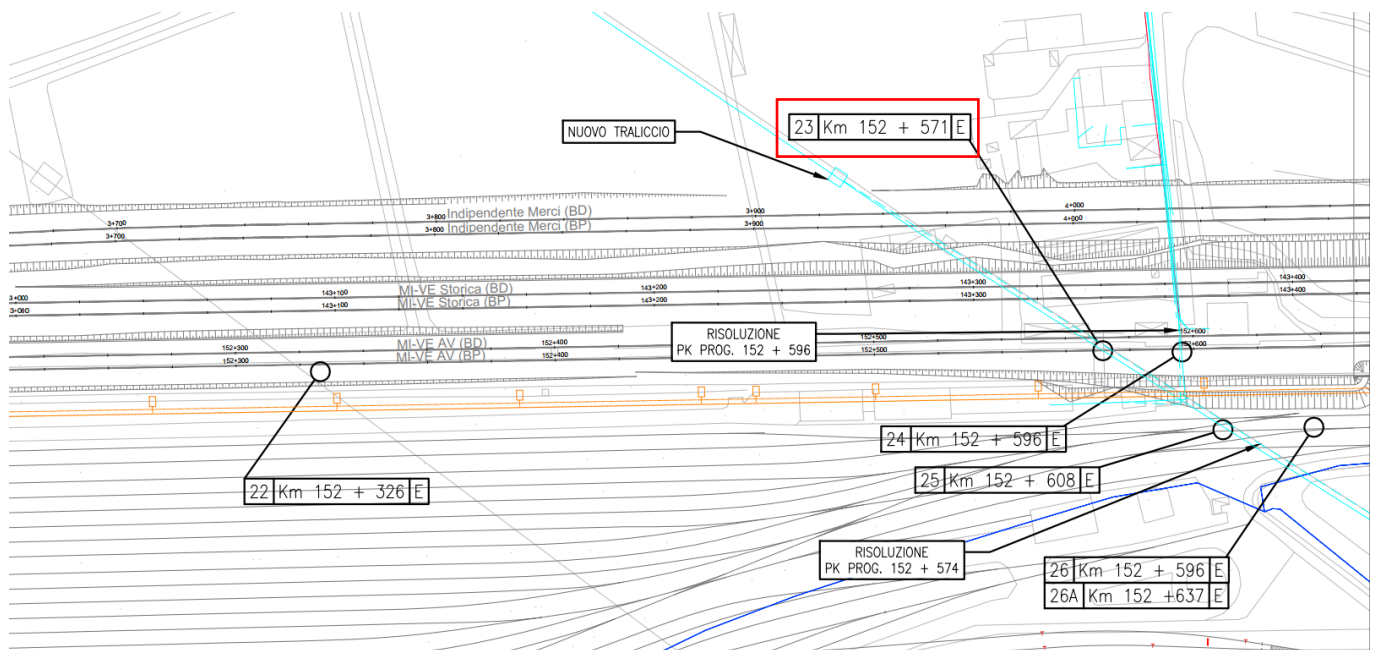 NUOVO TRALICCIO
23 Km 152 + 571 E
3+700
3+800
Indipendente Merci (BD)
3+900
4+000
3+700
3+800
Indipendente Merci (BP)
3+900
4+000
3+000
143+100
MI-VE Storica (BD)
143+200
143+300
143+400
3+000
143+100
MI-VE Storica (BP)
143+200
143+300
143+400
152+300
MI-VE AV (BD)
152+400
152+500
152+600
152+300
MI-VE AV (BP)
152+400
152+500
152+600
RISOLUZIONE
PK PROG. 152 + 596
24 Km 152 + 596 E
25 Km 152 + 608 E
22 Km 152 + 326 E
RISOLUZIONE
PK PROG. 152 + 574
26 Km 152 + 596 E
26A Km 152 +637 E